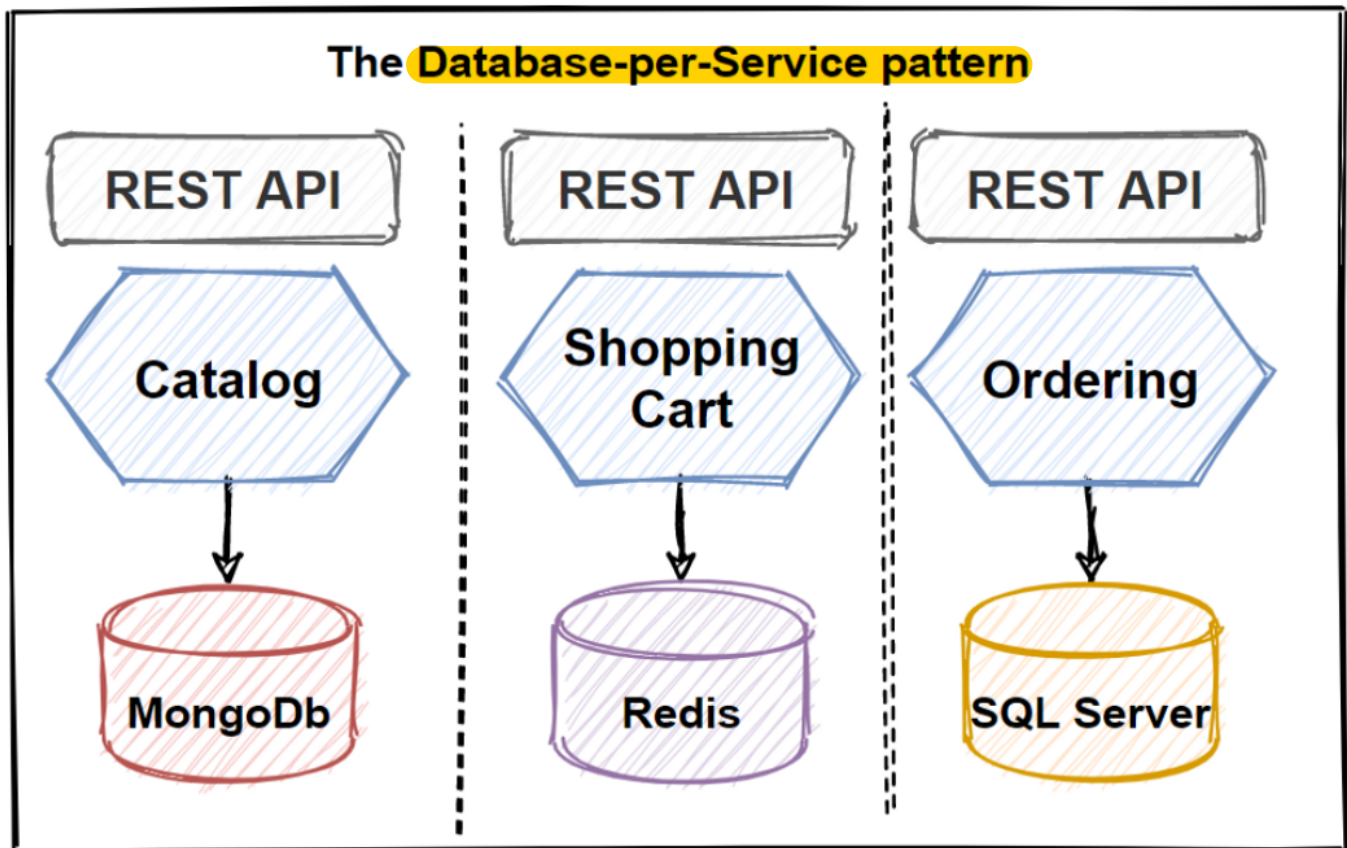 The Database-per-Service pattern
REST API
REST API
REST API
Catalog
Shopping
Cart
Ordering
MongoDb
Redis
SQL Server